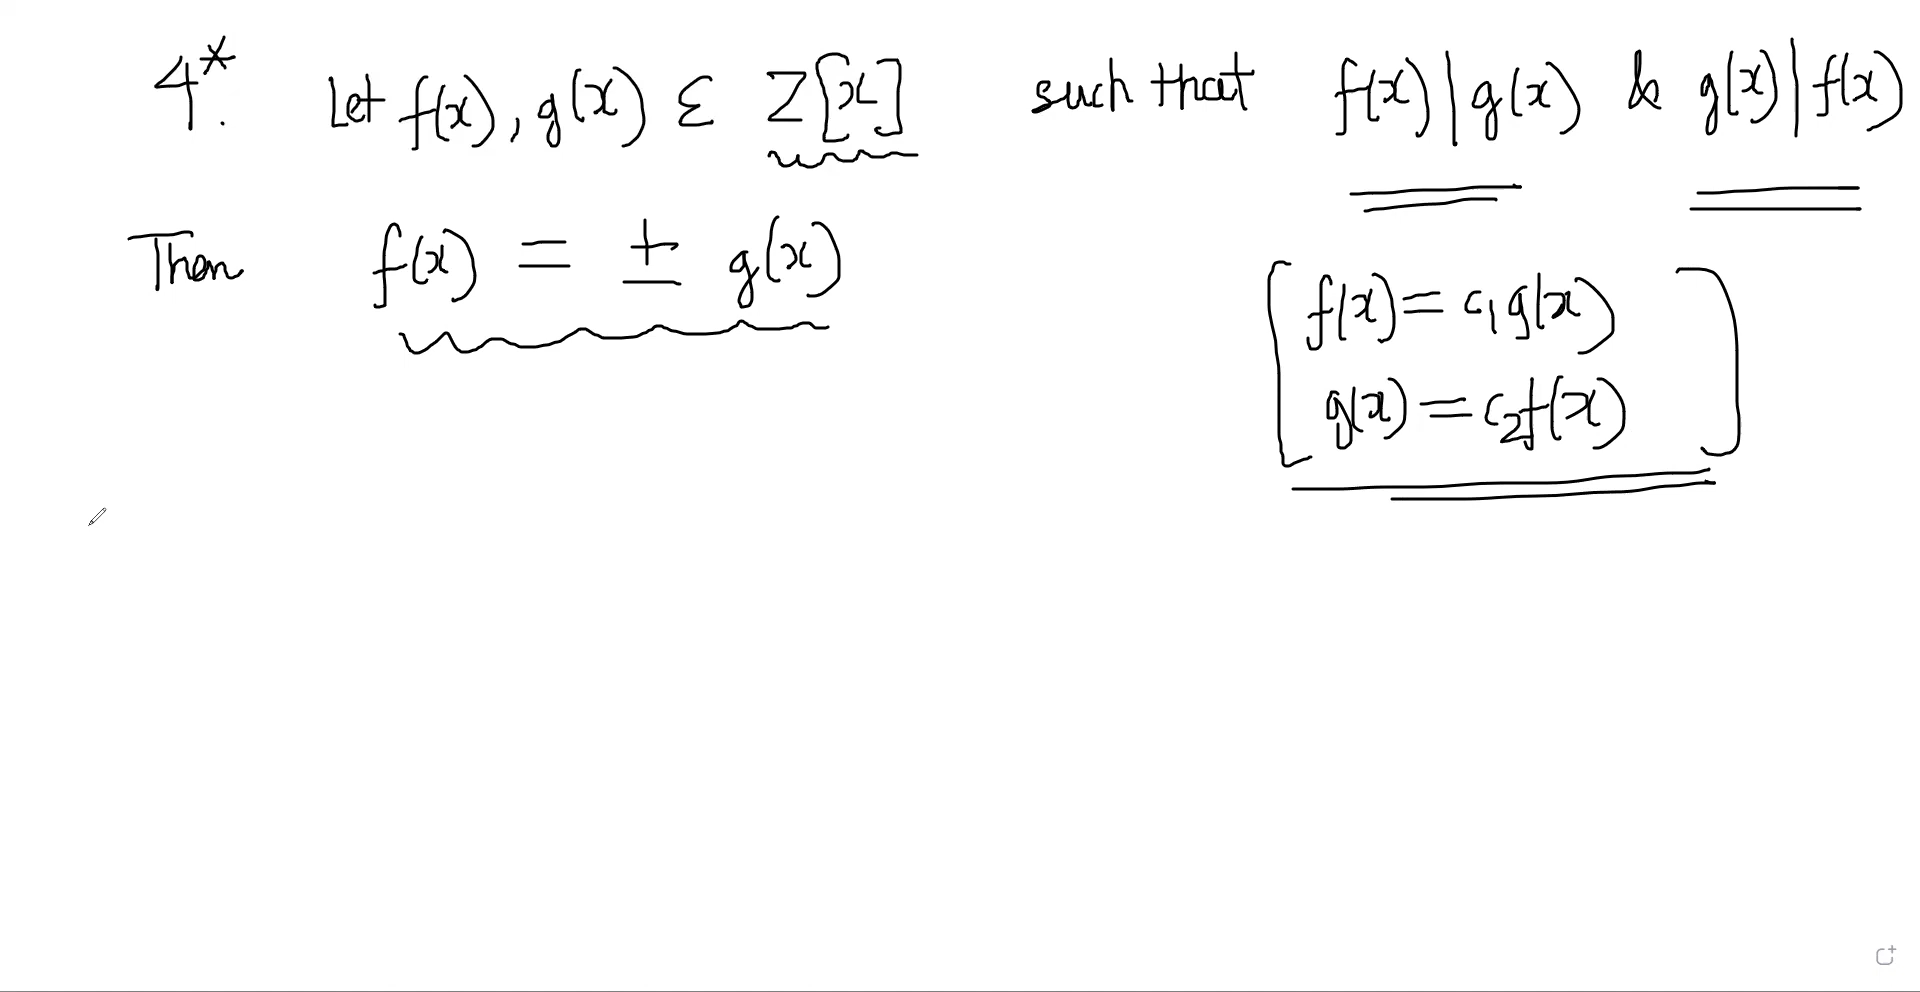 4*. Let f(x), g(x) ε Z[x] such that f(x)|g(x) & g(x)|f(x)
Then f(x) = ± g(x)
[f(x) = c₁g(x)
g(x) = c₂f(x)]